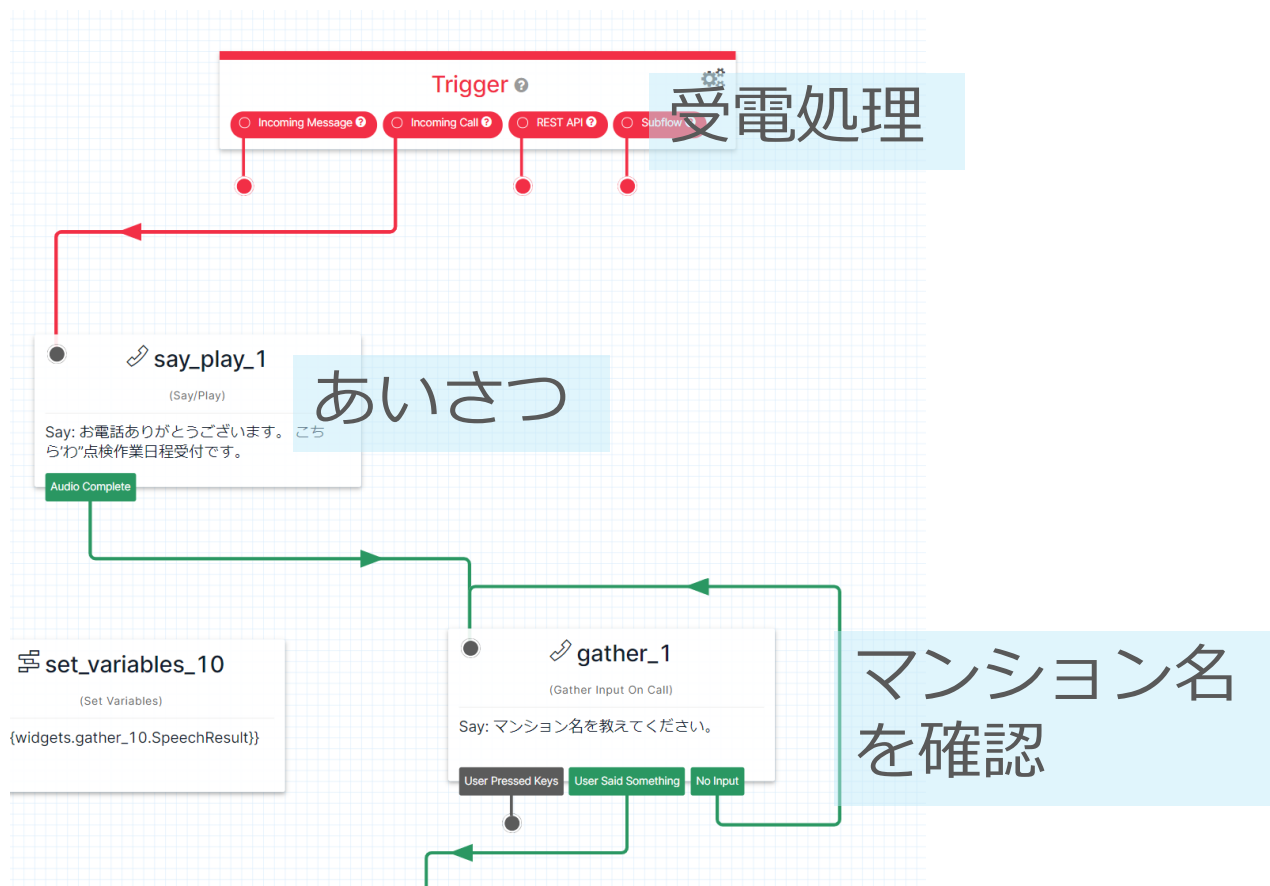 Trigger
受電処理
Incoming Message
Incoming Call
REST API
Subflow
say_play_1
(Say/Play)
あいさつ
Say: お電話ありがとうございます。 こち
ら'わ"点検作業日程受付です。
Audio Complete
set_variables_10
(Set Variables)
{widgets.gather_10.SpeechResult}}
gather_1
(Gather Input On Call)
Say: マンション名を教えてください。
User Pressed Keys
User Said Something
No Input
マンション名
を確認